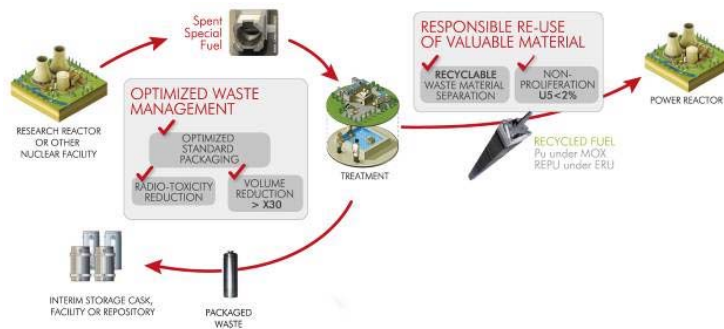 Spent
Special
Fuel
RESPONSIBLE RE-USE
OF VALUABLE MATERIAL
RECYCLABLE
WASTE MATERIAL
SEPARATION
NON-
PROLIFERATION
U5<2%
RESEARCH REACTOR
OR OTHER
NUCLEAR FACILITY
OPTIMIZED WASTE
MANAGEMENT
OPTIMIZED
STANDARD
PACKAGING
RADIO-TOXICITY
REDUCTION
VOLUME
REDUCTION
> X30
TREATMENT
POWER REACTOR
RECYCLED FUEL
Pu under MOX
REPU under ERU
INTERIM STORAGE CASK,
FACILITY OR REPOSITORY
PACKAGED
WASTE